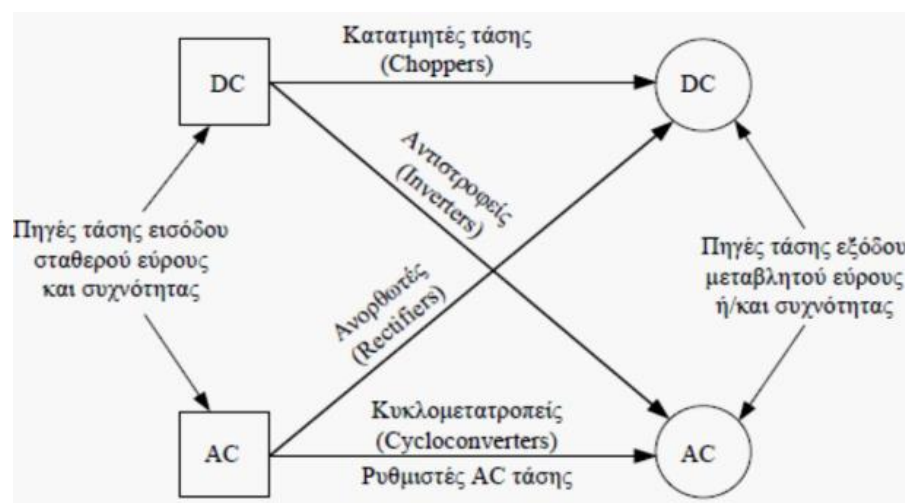 Κατατμητές τάσης
(Choppers)
DC
DC
Αντιστροφείς
(Inverters)
Πηγές τάσης εισόδου
σταθερού εύρους
και συχνότητας
Πηγές τάσης εξόδου
μεταβλητού εύρους
ή/και συχνότητας
Ανορθωτές
(Rectifiers)
Κυκλομετατροπείς
(Cycloconverters)
AC
AC
Ρυθμιστές AC τάσης